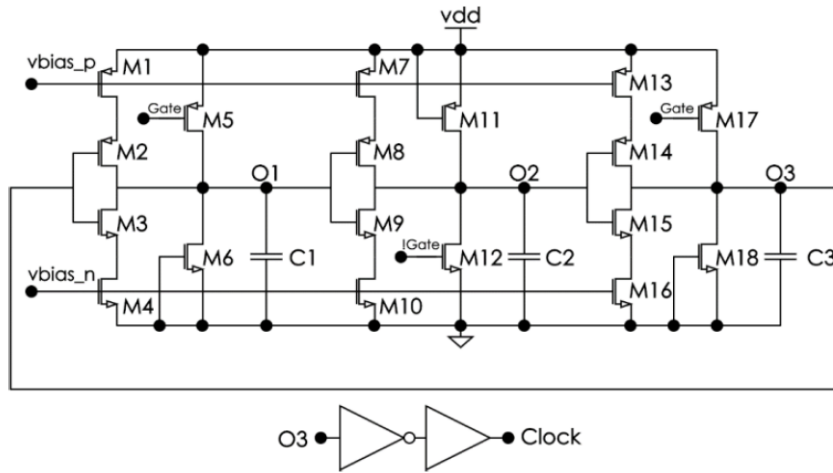 vdd
vbias_p
M1
M7
M13
Gate
M5
M11
Gate
M17
M2
M8
M14
O1
O2
O3
M3
M9
M15
!Gate
M6
C1
M12
C2
M18
C3
vbias_n
M4
M10
M16
O3
Clock